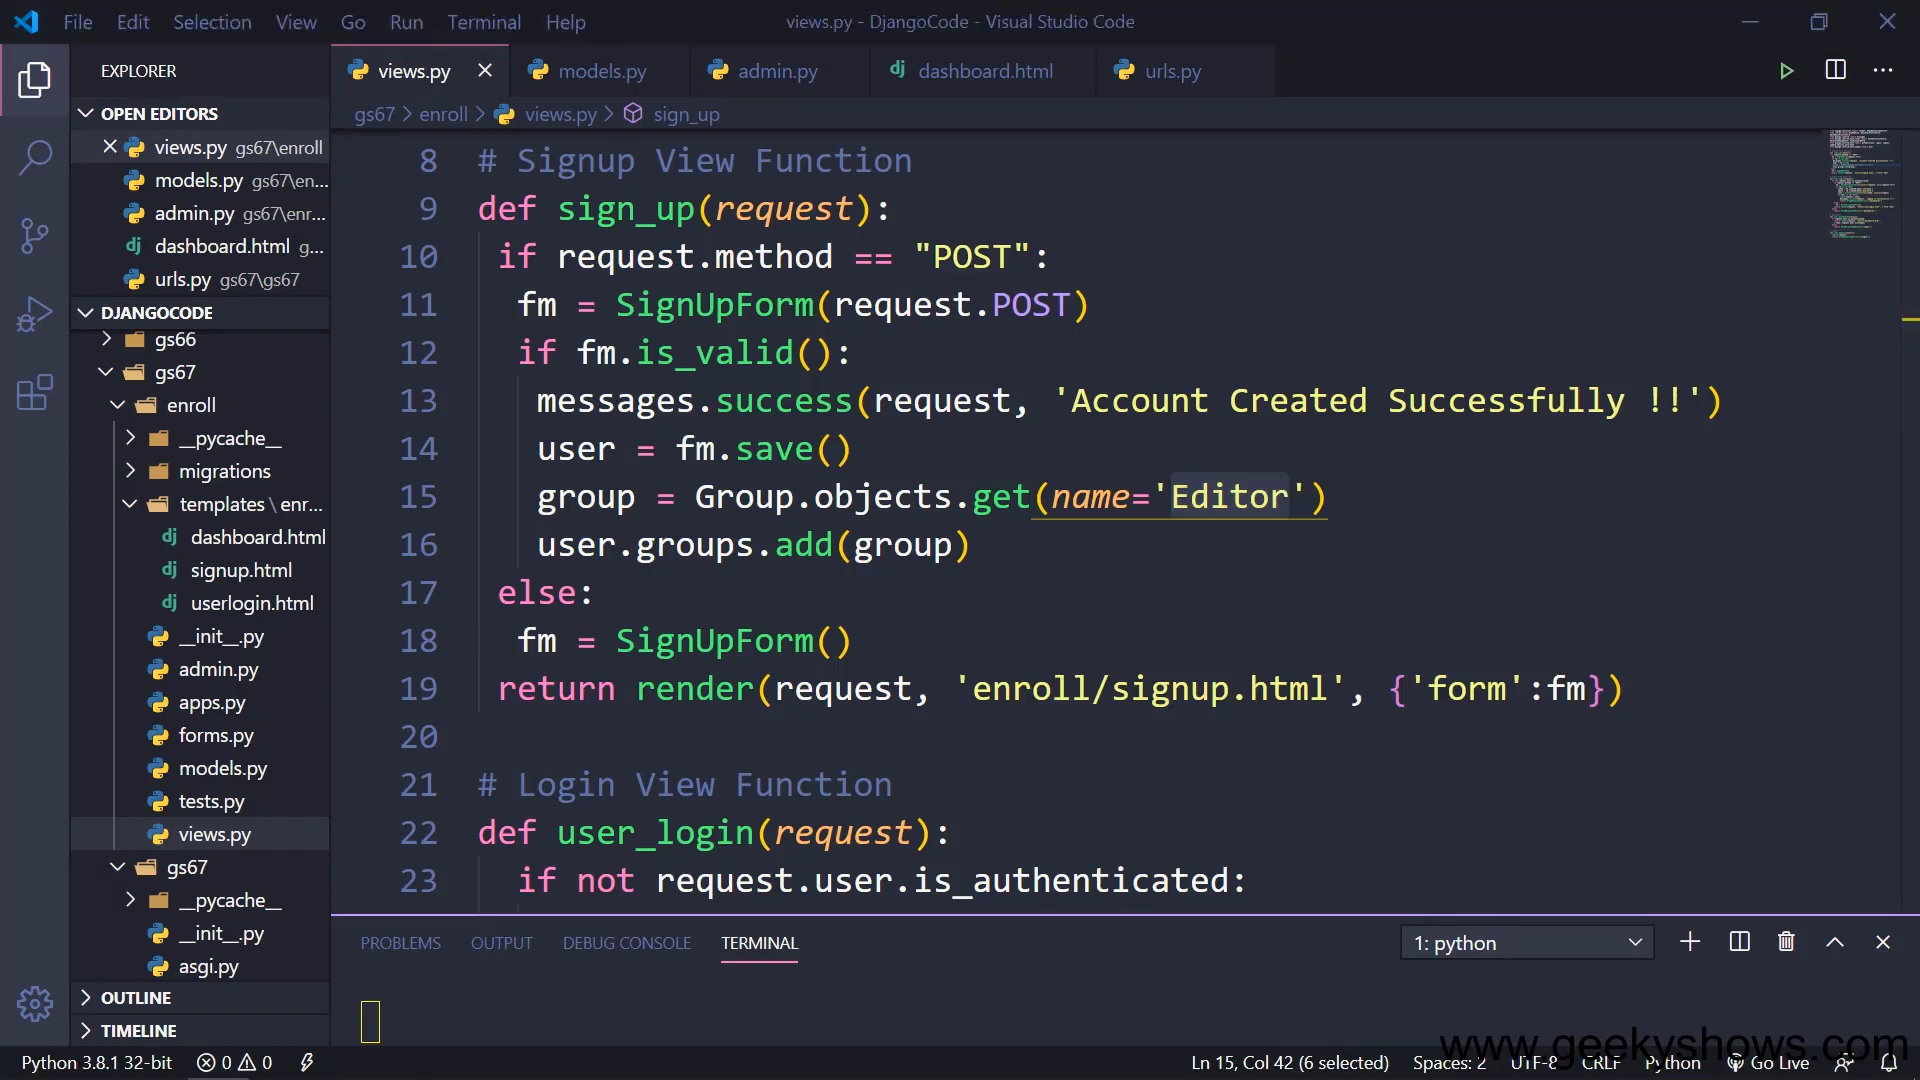 File Edit Selection View Go Run Terminal Help
views.py - DjangoCode - Visual Studio Code
EXPLORER
OPEN EDITORS
views.py gs67\enroll
models.py gs67\en...
admin.py gs67\enr...
dashboard.html g...
urls.py gs67\gs67
DJANGOCODE
gs66
gs67
enroll
__pycache__
migrations
templates \ enr...
dashboard.html
signup.html
userlogin.html
__init__.py
admin.py
apps.py
forms.py
models.py
tests.py
views.py
gs67
__pycache__
__init__.py
asgi.py
OUTLINE
TIMELINE
views.py models.py admin.py dashboard.html urls.py
gs67 > enroll > views.py > sign_up
8 # Signup View Function
9 def sign_up(request):
10 if request.method == "POST":
11 fm = SignUpForm(request.POST)
12 if fm.is_valid():
13 messages.success(request, 'Account Created Successfully !!')
14 user = fm.save()
15 group = Group.objects.get(name='Editor')
16 user.groups.add(group)
17 else:
18 fm = SignUpForm()
19 return render(request, 'enroll/signup.html', {'form':fm})
20
21 # Login View Function
22 def user_login(request):
23 if not request.user.is_authenticated:
PROBLEMS OUTPUT DEBUG CONSOLE TERMINAL
1: python
www.geekyshows.com
Python 3.8.1 32-bit 0 0
Ln 15, Col 42 (6 selected) Spaces: 2 UTF-8 CRLF Python Go Live